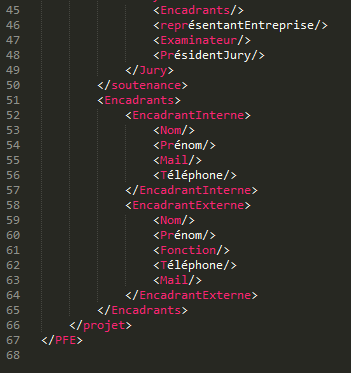 45 <Encadrants/>
46 <représentantEntreprise/>
47 <Examinateur/>
48 <PrésidentJury/>
49 </Jury>
50 </soutenance>
51 <Encadrants>
52 <EncadrantInterne>
53 <Nom/>
54 <Prénom/>
55 <Mail/>
56 <Téléphone/>
57 </EncadrantInterne>
58 <EncadrantExterne>
59 <Nom/>
60 <Prénom/>
61 <Fonction/>
62 <Téléphone/>
63 <Mail/>
64 </EncadrantExterne>
65 </Encadrants>
66 </projet>
67 </PFE>
68